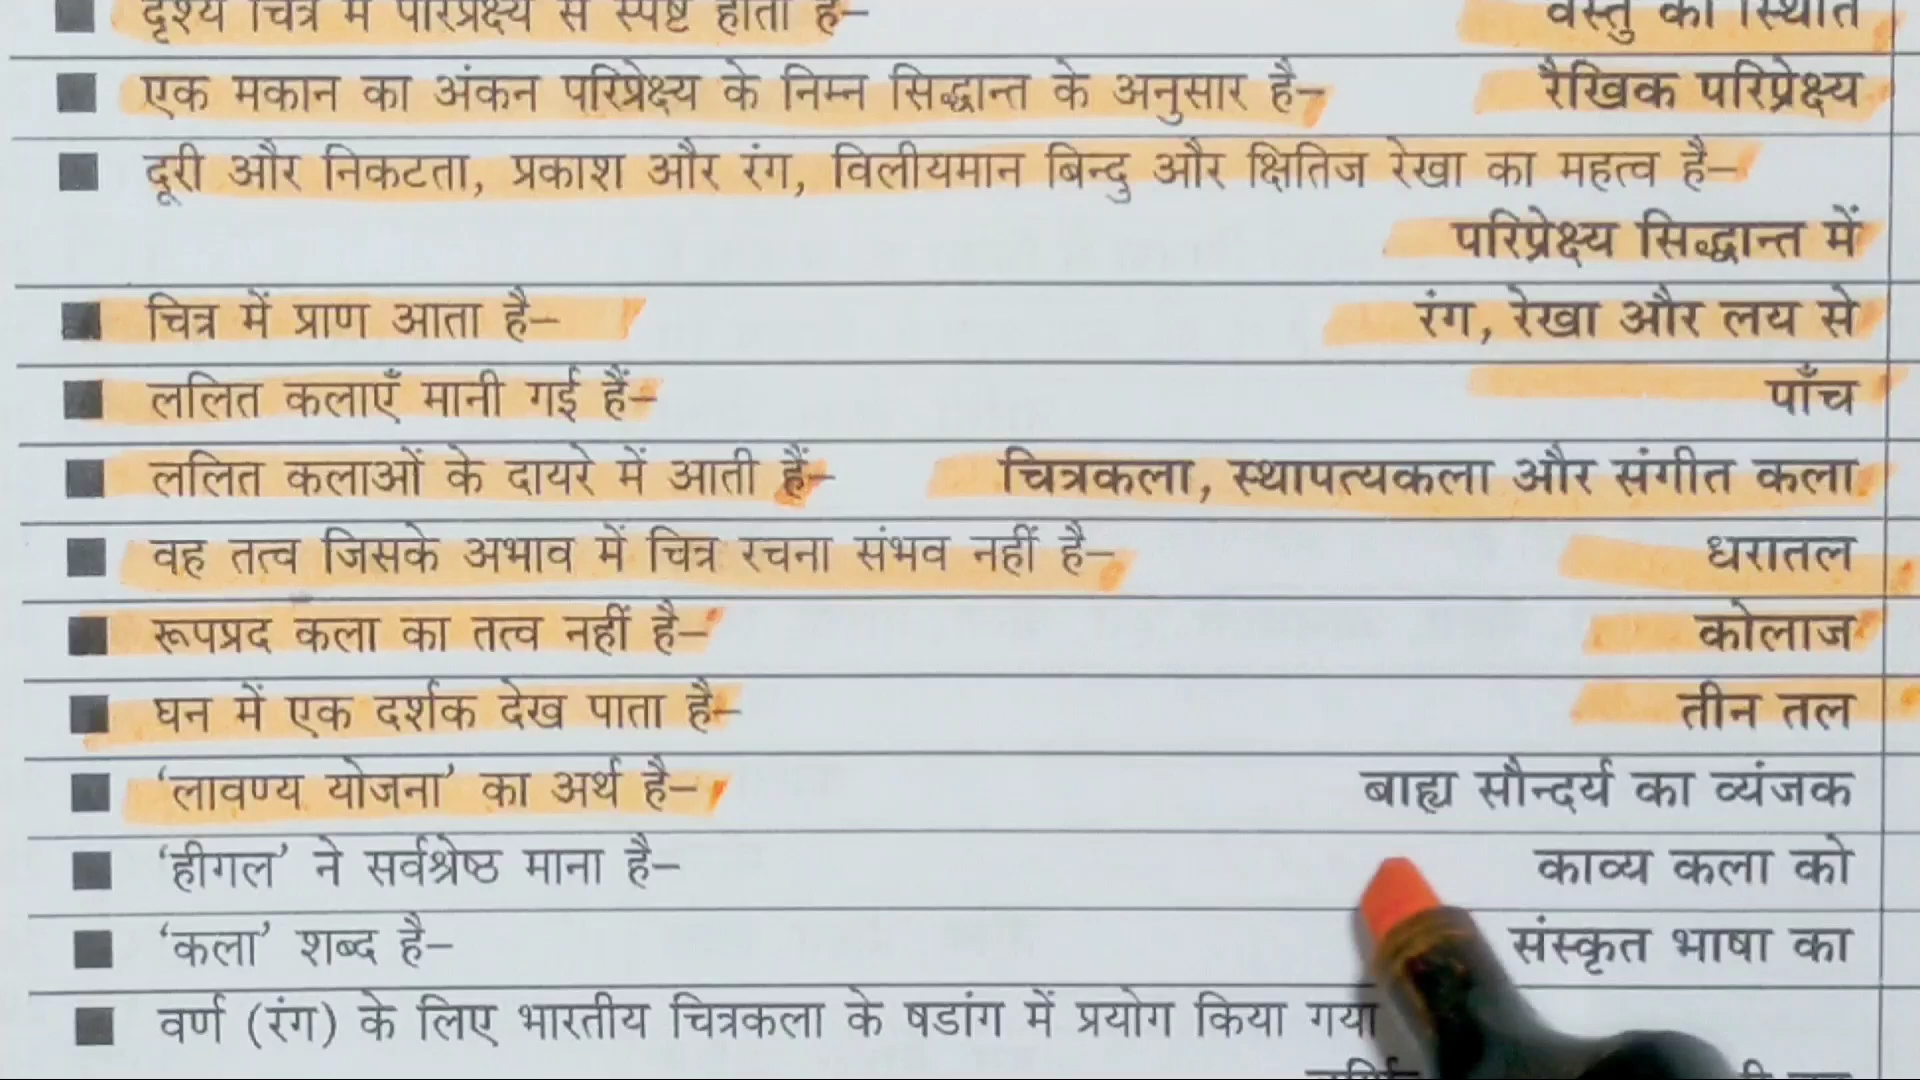 दृश्य चित्र में परिप्रेक्ष्य से स्पष्ट होता है– वस्तु की स्थिति
एक मकान का अंकन परिप्रेक्ष्य के निम्न सिद्धान्त के अनुसार है– रैखिक परिप्रेक्ष्य
दूरी और निकटता, प्रकाश और रंग, विलीयमान बिन्दु और क्षितिज रेखा का महत्व है–
परिप्रेक्ष्य सिद्धान्त में
चित्र में प्राण आता है– रंग, रेखा और लय से
ललित कलाएँ मानी गई हैं– पाँच
ललित कलाओं के दायरे में आती हैं– चित्रकला, स्थापत्यकला और संगीत कला
वह तत्व जिसके अभाव में चित्र रचना संभव नहीं है– धरातल
रूपप्रद कला का तत्व नहीं है– कोलाज
घन में एक दर्शक देख पाता है– तीन तल
‘लावण्य योजना’ का अर्थ है– बाह्य सौन्दर्य का व्यंजक
‘हीगल’ ने सर्वश्रेष्ठ माना है– काव्य कला को
‘कला’ शब्द है– संस्कृत भाषा का
वर्ण (रंग) के लिए भारतीय चित्रकला के षडांग में प्रयोग किया गया